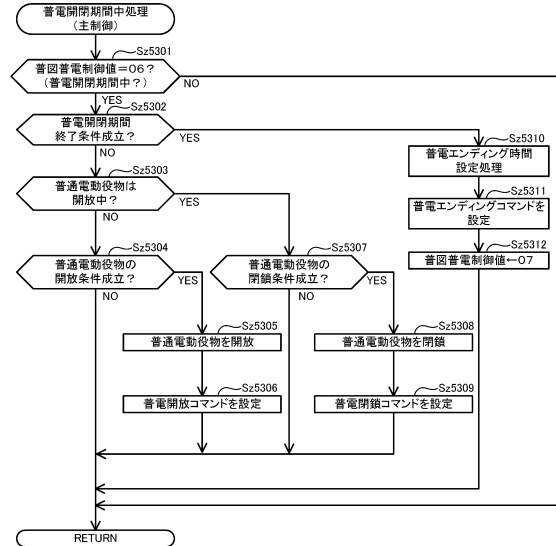 普電開閉期間中処理
(主制御)
Sz5301
普図普電制御値=06?
(普電開閉期間中?)
NO
YES
Sz5302
普電開閉期間
終了条件成立?
YES
NO
Sz5310
普電エンディング時間
設定処理
Sz5303
普通電動役物は
開放中?
YES
NO
Sz5311
普電エンディングコマンドを
設定
Sz5304
普通電動役物の
開放条件成立?
YES
NO
Sz5307
普通電動役物の
閉鎖条件成立?
YES
NO
Sz5312
普図普電制御値←07
Sz5305
普通電動役物を開放
Sz5308
普通電動役物を閉鎖
Sz5306
普電開放コマンドを設定
Sz5309
普電閉鎖コマンドを設定
RETURN